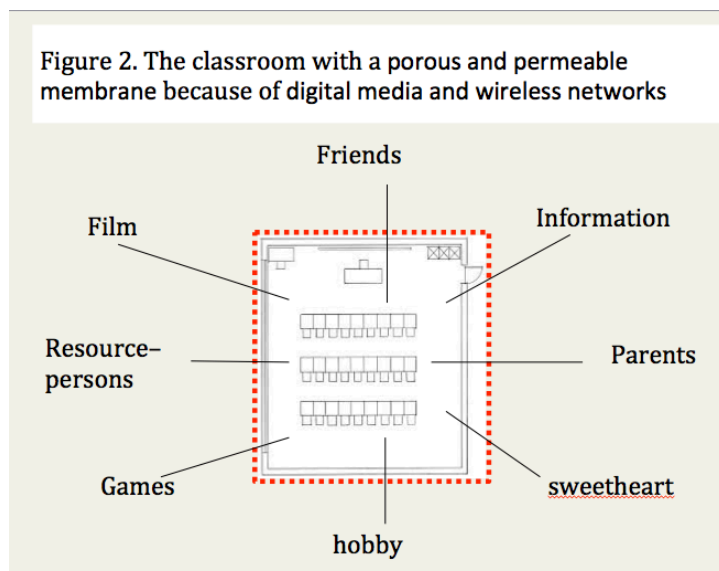 Figure 2. The classroom with a porous and permeable
membrane because of digital media and wireless networks
Friends
Film
Information
Resource–
persons
Parents
Games
sweetheart
hobby